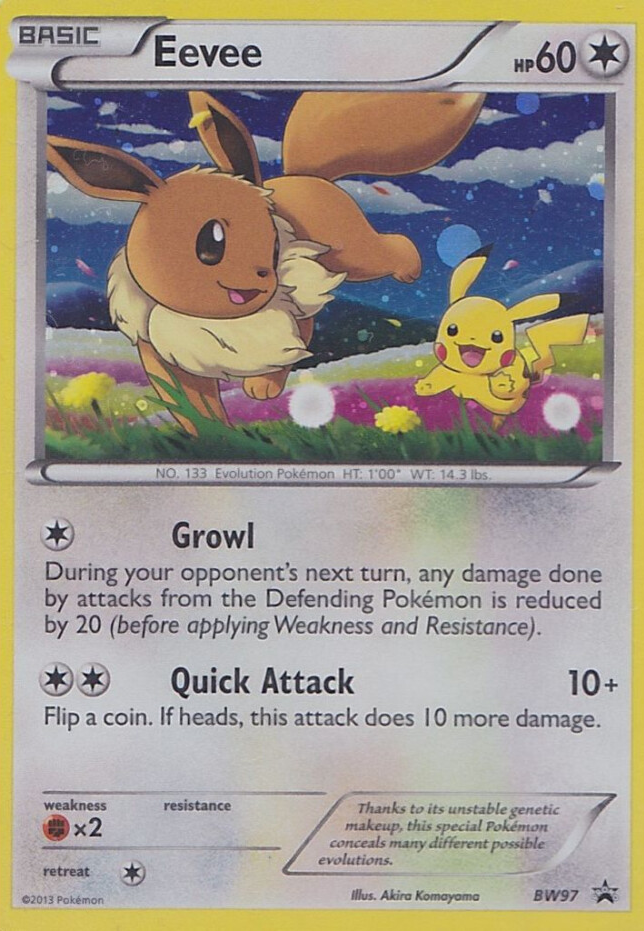 BASIC
Eevee
HP60
NO. 133 Evolution Pokémon HT: 1'00" WT: 14.3 lbs.
Growl
During your opponent's next turn, any damage done
by attacks from the Defending Pokémon is reduced
by 20 (before applying Weakness and Resistance).
Quick Attack 10+
Flip a coin. If heads, this attack does 10 more damage.
weakness resistance
×2
Thanks to its unstable genetic
makeup, this special Pokémon
conceals many different possible
evolutions.
retreat
©2013 Pokémon
Illus. Akira Komayama
BW97